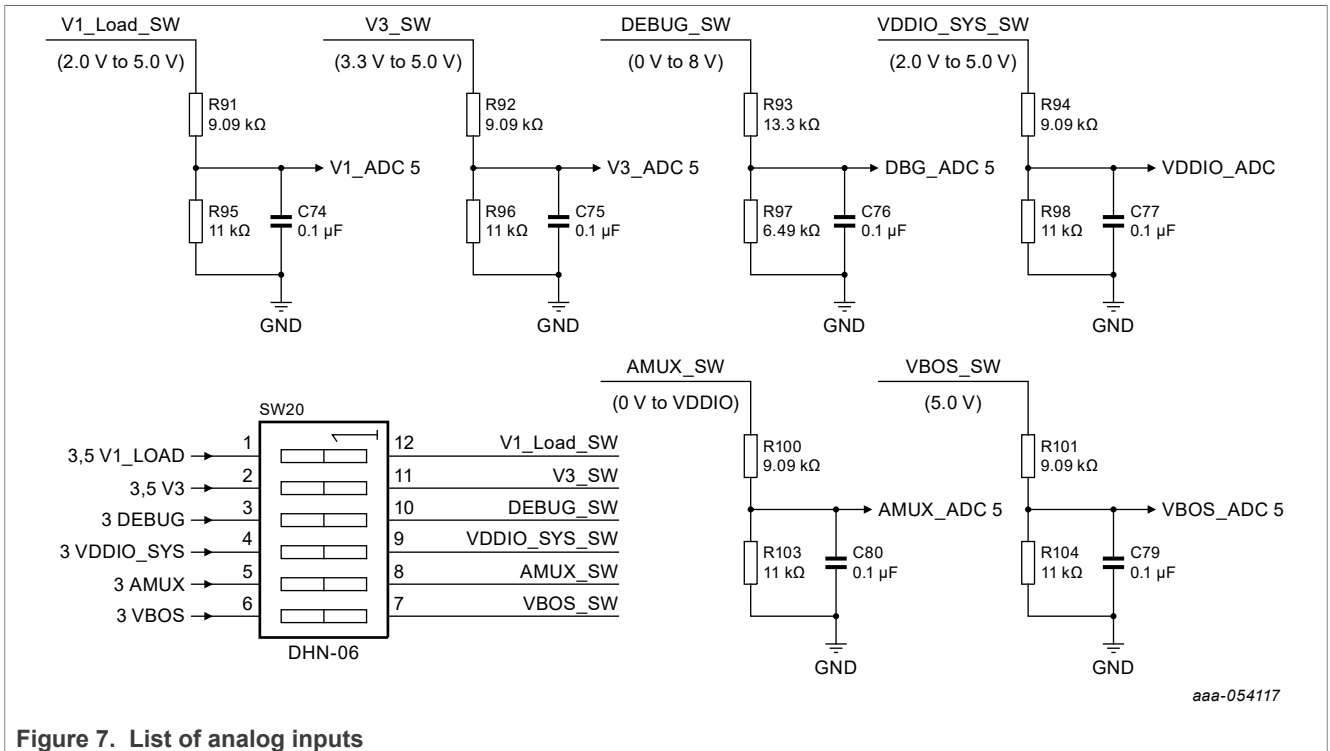 V1_Load_SW
(2.0 V to 5.0 V)
R91
9.09 kΩ
V1_ADC 5
R95
11 kΩ
C74
0.1 µF
GND
V3_SW
(3.3 V to 5.0 V)
R92
9.09 kΩ
V3_ADC 5
R96
11 kΩ
C75
0.1 µF
GND
DEBUG_SW
(0 V to 8 V)
R93
13.3 kΩ
DBG_ADC 5
R97
6.49 kΩ
C76
0.1 µF
GND
VDDIO_SYS_SW
(2.0 V to 5.0 V)
R94
9.09 kΩ
VDDIO_ADC
R98
11 kΩ
C77
0.1 µF
GND
SW20
3,5 V1_LOAD 1 12 V1_Load_SW
3,5 V3 2 11 V3_SW
3 DEBUG 3 10 DEBUG_SW
3 VDDIO_SYS 4 9 VDDIO_SYS_SW
3 AMUX 5 8 AMUX_SW
3 VBOS 6 7 VBOS_SW
DHN-06
AMUX_SW
(0 V to VDDIO)
R100
9.09 kΩ
AMUX_ADC 5
R103
11 kΩ
C80
0.1 µF
GND
VBOS_SW
(5.0 V)
R101
9.09 kΩ
VBOS_ADC 5
R104
11 kΩ
C79
0.1 µF
GND
aaa-054117
Figure 7. List of analog inputs